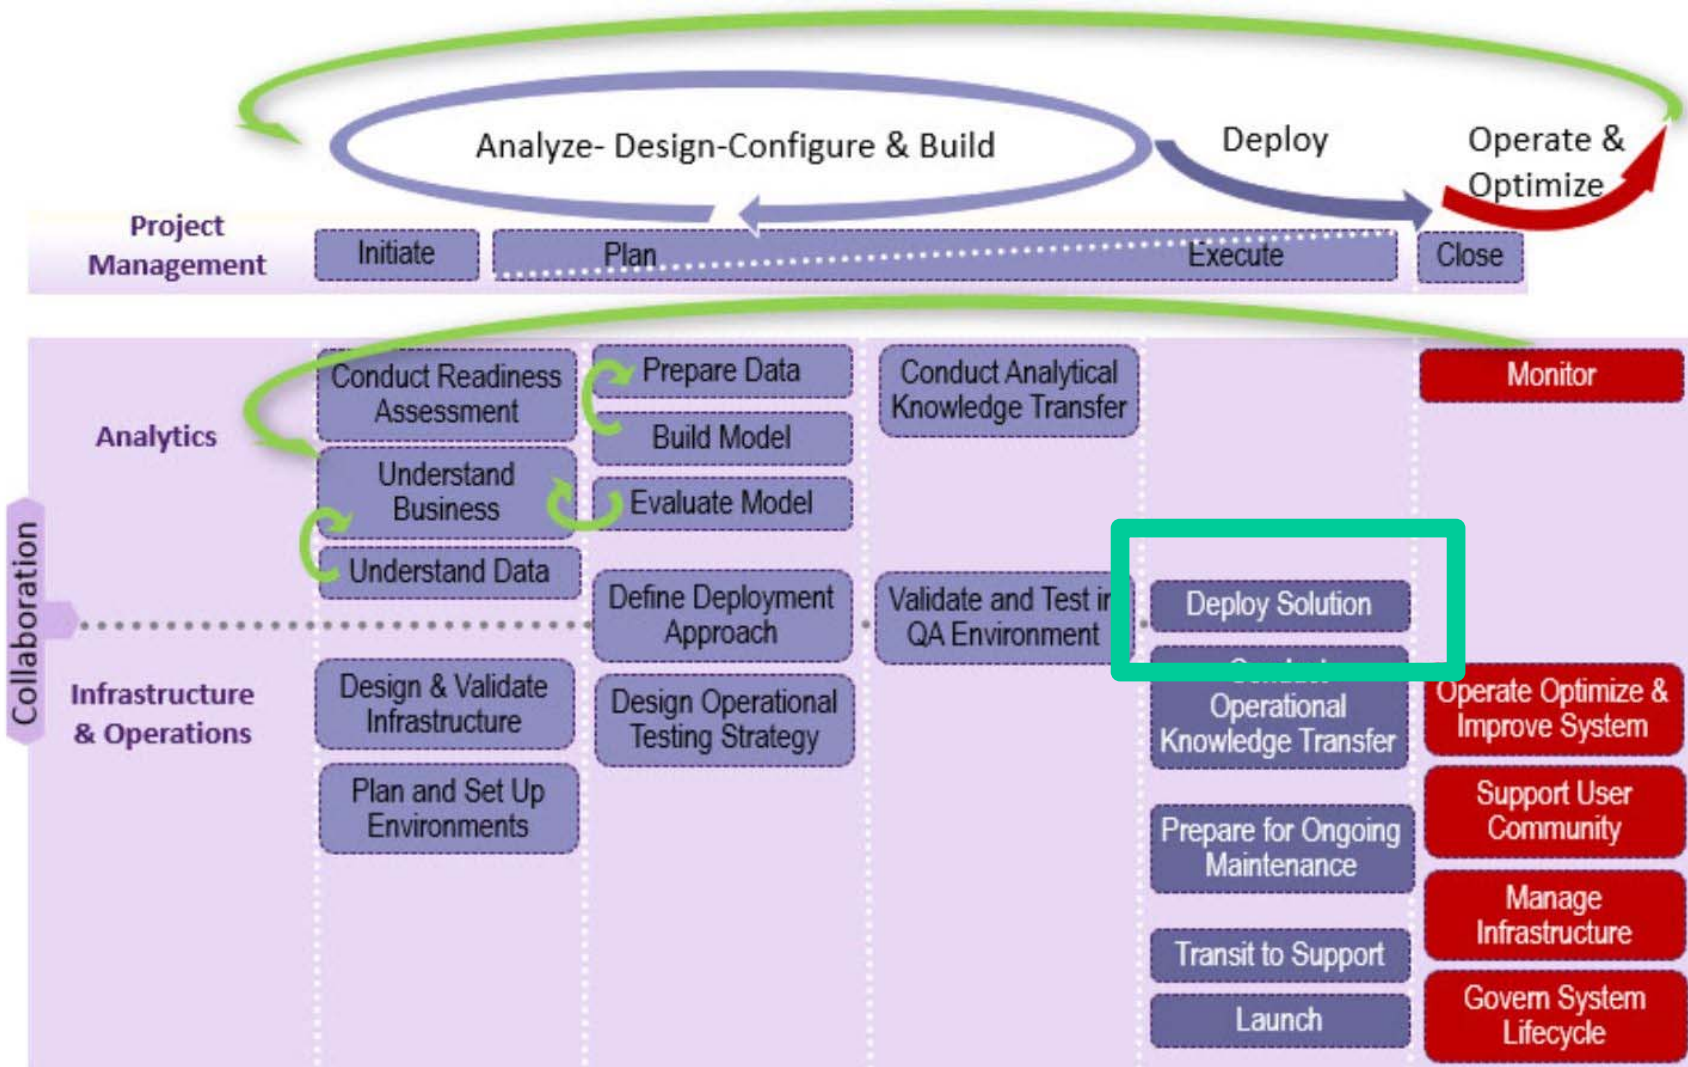 Analyze- Design-Configure & Build
Deploy
Operate &
Optimize
Project
Management
Initiate
Plan
Execute
Close
Collaboration
Analytics
Conduct Readiness
Assessment
Understand
Business
Understand Data
Prepare Data
Build Model
Evaluate Model
Conduct Analytical
Knowledge Transfer
Monitor
Define Deployment
Approach
Validate and Test in
QA Environment
Deploy Solution
Infrastructure
& Operations
Design & Validate
Infrastructure
Plan and Set Up
Environments
Design Operational
Testing Strategy
Conduct
Operational
Knowledge Transfer
Prepare for Ongoing
Maintenance
Transit to Support
Launch
Operate Optimize &
Improve System
Support User
Community
Manage
Infrastructure
Govern System
Lifecycle